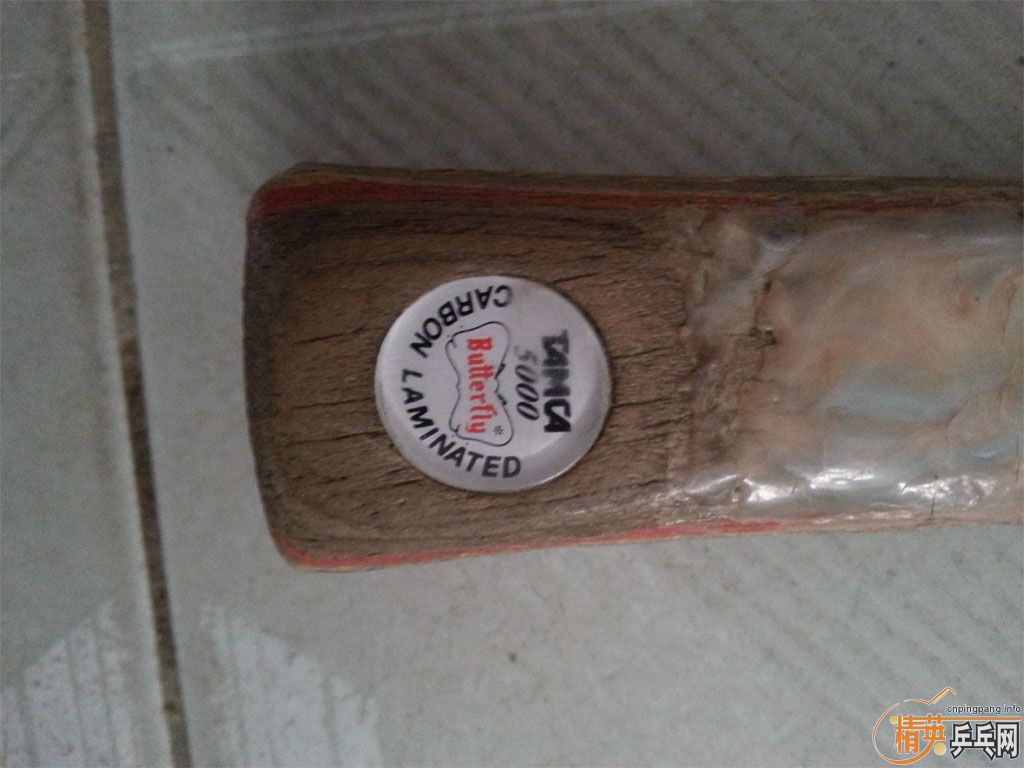 TAMCA
5000
Butterfly
CARBON LAMINATED
cnpingpang.info
精英乒乓网